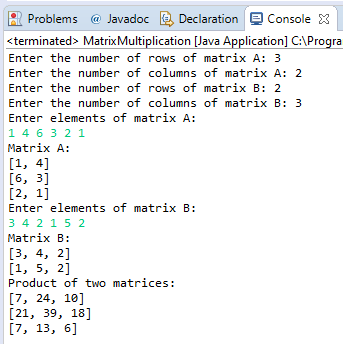 Problems @ Javadoc Declaration Console
<terminated> MatrixMultiplication [Java Application] C:\Progra
Enter the number of rows of matrix A: 3
Enter the number of columns of matrix A: 2
Enter the number of rows of matrix B: 2
Enter the number of columns of matrix B: 3
Enter elements of matrix A:
1 4 6 3 2 1
Matrix A:
[1, 4]
[6, 3]
[2, 1]
Enter elements of matrix B:
3 4 2 1 5 2
Matrix B:
[3, 4, 2]
[1, 5, 2]
Product of two matrices:
[7, 24, 10]
[21, 39, 18]
[7, 13, 6]